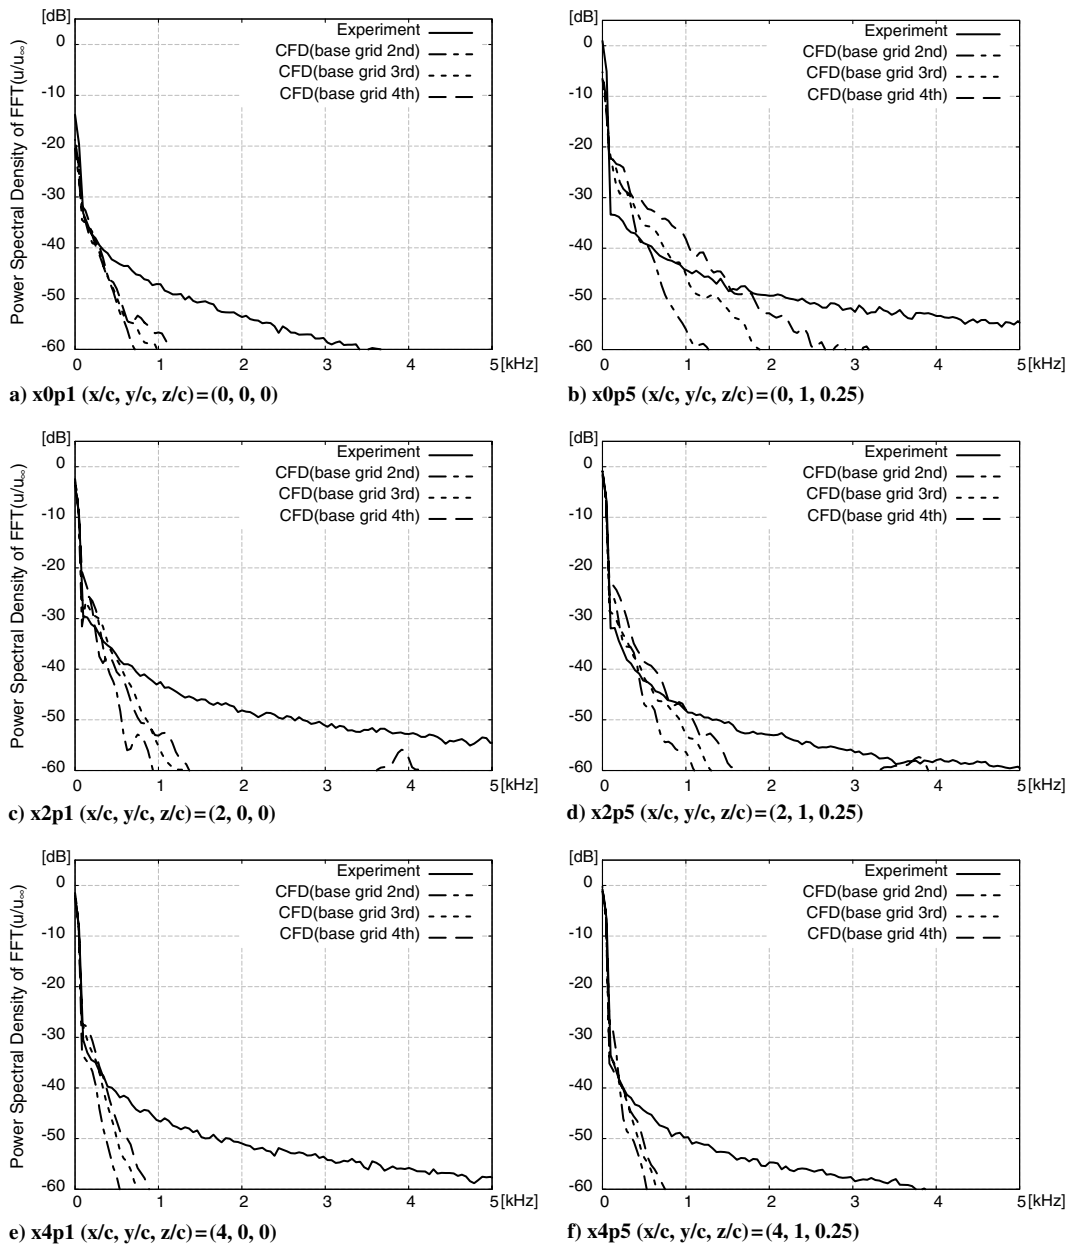 [dB]
Power Spectral Density of FFT(u/u∞)
0
-10
-20
-30
-40
-50
-60
Experiment
CFD(base grid 2nd)
CFD(base grid 3rd)
CFD(base grid 4th)
0 1 2 3 4 5[kHz]
a) x0p1 (x/c, y/c, z/c)=(0, 0, 0)
[dB]
0
-10
-20
-30
-40
-50
-60
Experiment
CFD(base grid 2nd)
CFD(base grid 3rd)
CFD(base grid 4th)
0 1 2 3 4 5[kHz]
b) x0p5 (x/c, y/c, z/c)=(0, 1, 0.25)
[dB]
Power Spectral Density of FFT(u/u∞)
0
-10
-20
-30
-40
-50
-60
Experiment
CFD(base grid 2nd)
CFD(base grid 3rd)
CFD(base grid 4th)
0 1 2 3 4 5[kHz]
c) x2p1 (x/c, y/c, z/c)=(2, 0, 0)
[dB]
0
-10
-20
-30
-40
-50
-60
Experiment
CFD(base grid 2nd)
CFD(base grid 3rd)
CFD(base grid 4th)
0 1 2 3 4 5[kHz]
d) x2p5 (x/c, y/c, z/c)=(2, 1, 0.25)
[dB]
Power Spectral Density of FFT(u/u∞)
0
-10
-20
-30
-40
-50
-60
Experiment
CFD(base grid 2nd)
CFD(base grid 3rd)
CFD(base grid 4th)
0 1 2 3 4 5[kHz]
e) x4p1 (x/c, y/c, z/c)=(4, 0, 0)
[dB]
0
-10
-20
-30
-40
-50
-60
Experiment
CFD(base grid 2nd)
CFD(base grid 3rd)
CFD(base grid 4th)
0 1 2 3 4 5[kHz]
f) x4p5 (x/c, y/c, z/c)=(4, 1, 0.25)